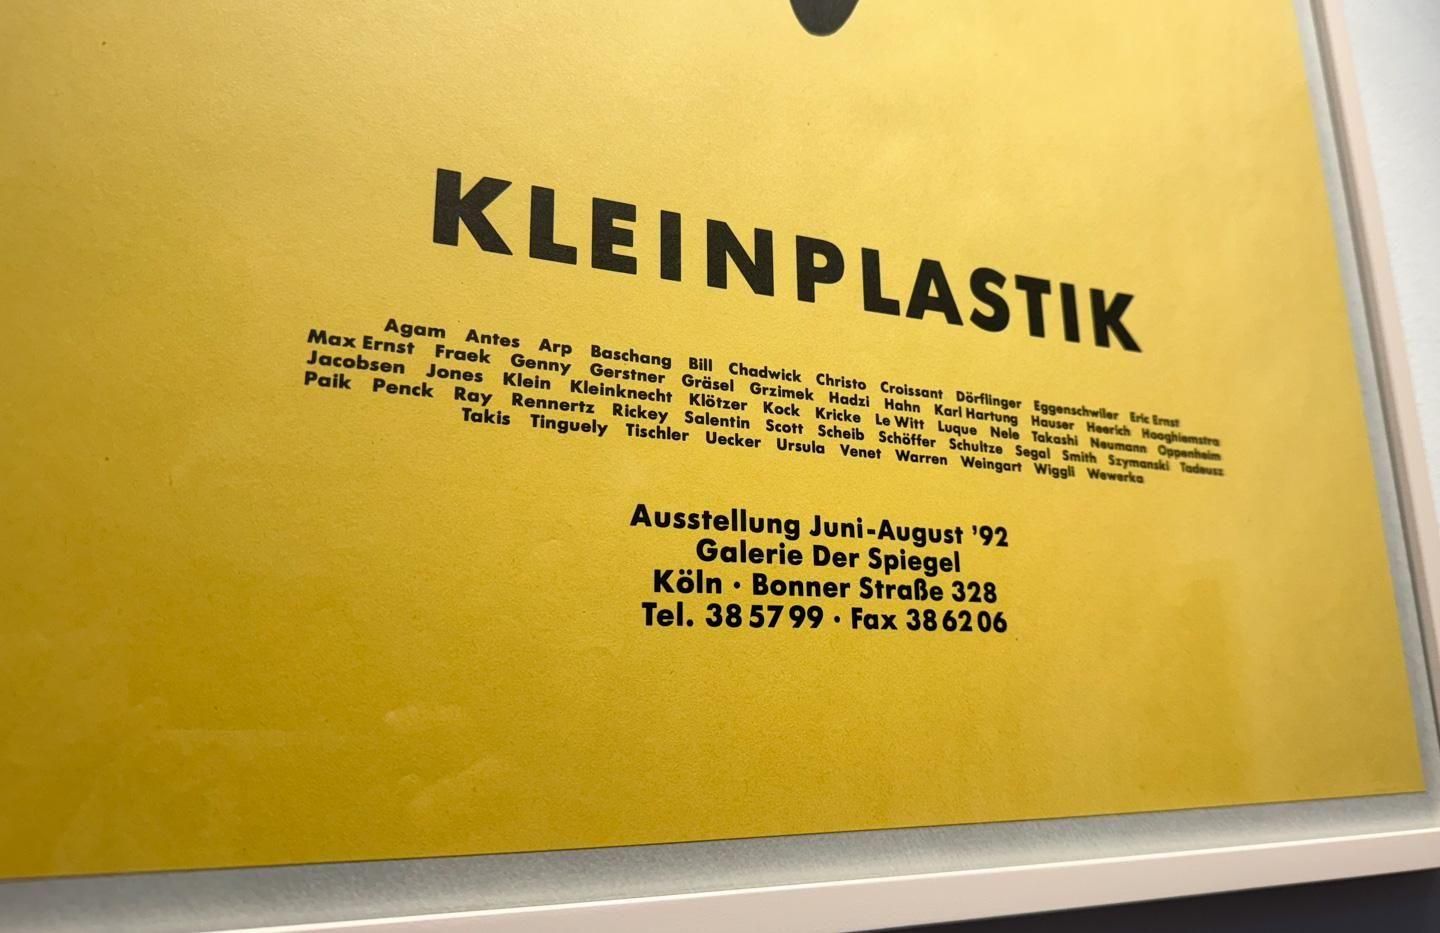 KLEINPLASTIK
Agam Antes Arp Baschang Bill Chadwick Christo Croissant Dörflinger Eggenschwiler Eric Ernst
Max Ernst Fraek Genny Gerstner Gräsel Grzimek Hadzi Hahn Karl Hartung Hauser Heerich Hooghiemstra
Jacobsen Jones Klein Kleinknecht Klötzer Kock Kricke Le Witt Luque Nele Takashi Neumann Oppenheim
Paik Penck Ray Rennertz Rickey Salentin Scott Scheib Schöffer Schultze Segal Smith Szymanski Tadeusz
Takis Tinguely Tischler Uecker Ursula Venet Warren Weingart Wiggli Wewerka
Ausstellung Juni-August ’92
Galerie Der Spiegel
Köln · Bonner Straße 328
Tel. 38 57 99 · Fax 38 62 06